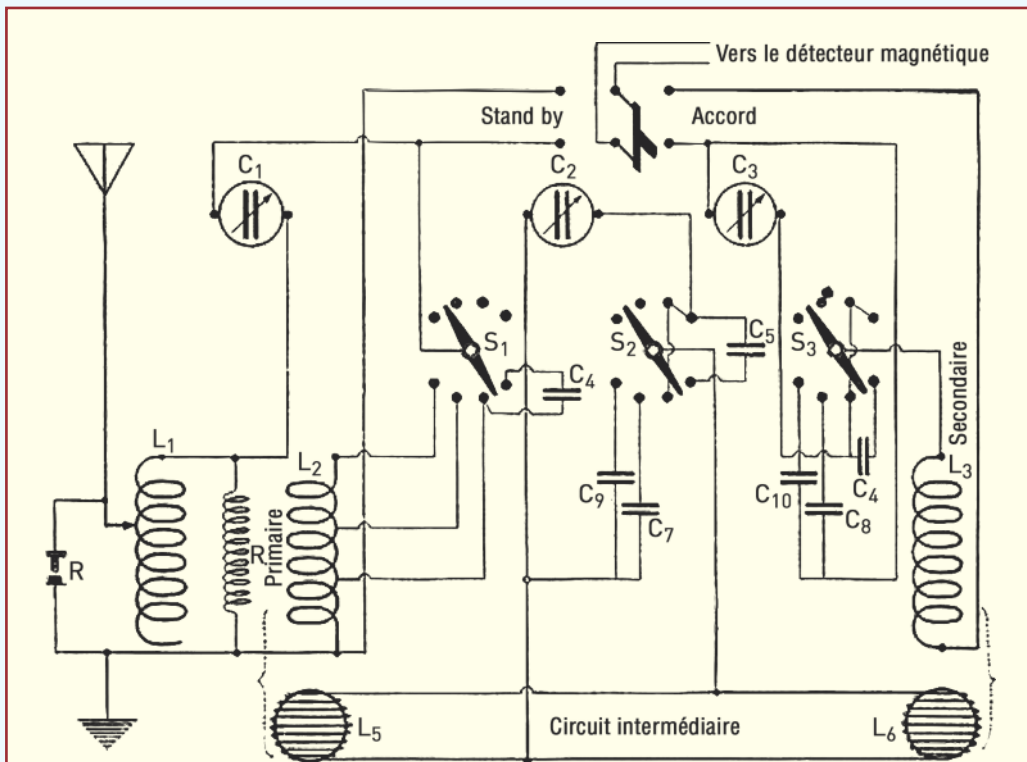 Vers le détecteur magnétique
Stand by
Accord
C1
C2
C3
S1
S2
S3
C4
C5
L1
L2
L3
Secondaire
C9
C7
C10
C8
C4
R
R
Primaire
L5
Circuit intermédiaire
L6